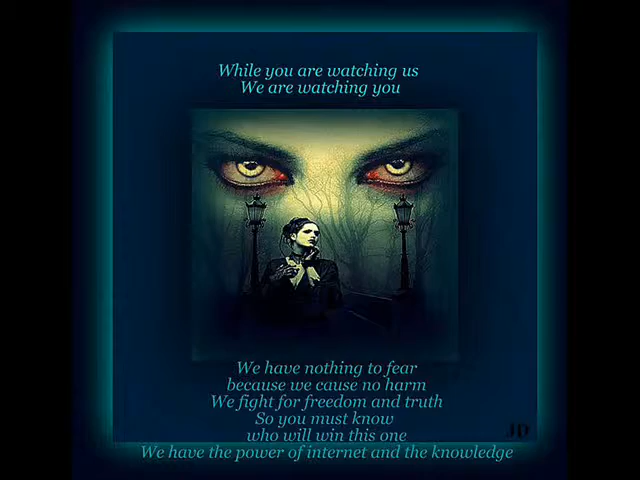 While you are watching us
We are watching you
We have nothing to fear
because we cause no harm
We fight for freedom and truth
So you must know
who will win this one
JD
We have the power of internet and the knowledge